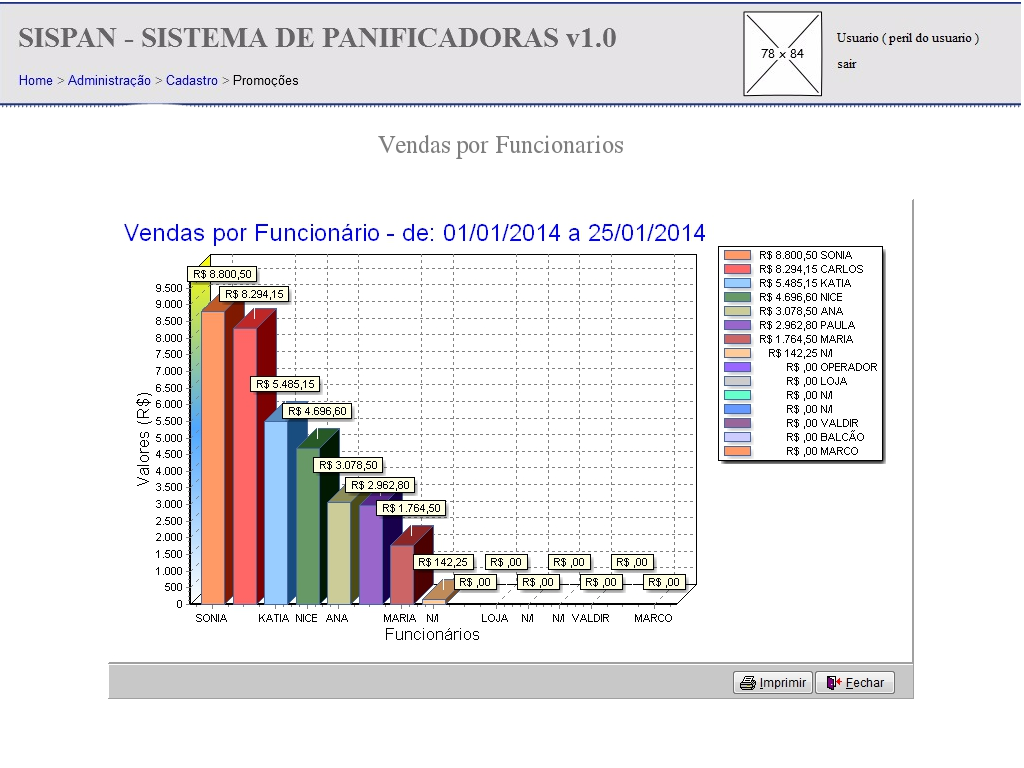 SISPAN - SISTEMA DE PANIFICADORAS v1.0
78 x 84
Usuario ( peril do usuario )
sair
Home > Administração > Cadastro > Promoções
Vendas por Funcionarios
Vendas por Funcionário - de: 01/01/2014 a 25/01/2014
R$ 8.800,50 SONIA
R$ 8.294,15 CARLOS
R$ 5.485,15 KATIA
R$ 4.696,60 NICE
R$ 3.078,50 ANA
R$ 2.962,80 PAULA
R$ 1.764,50 MARIA
R$ 142,25 N/I
R$ ,00 OPERADOR
R$ ,00 LOJA
R$ ,00 N/I
R$ ,00 N/I
R$ ,00 VALDIR
R$ ,00 BALCÃO
R$ ,00 MARCO
Valores (R$)
9.500
9.000
8.500
8.000
7.500
7.000
6.500
6.000
5.500
5.000
4.500
4.000
3.500
3.000
2.500
2.000
1.500
1.000
500
0
R$ 8.800,50
R$ 8.294,15
R$ 5.485,15
R$ 4.696,60
R$ 3.078,50
R$ 2.962,80
R$ 1.764,50
R$ 142,25
R$ ,00
R$ ,00
R$ ,00
R$ ,00
R$ ,00
R$ ,00
R$ ,00
SONIA KATIA NICE ANA MARIA N/I LOJA N/I N/I VALDIR MARCO
Funcionários
Imprimir Fechar